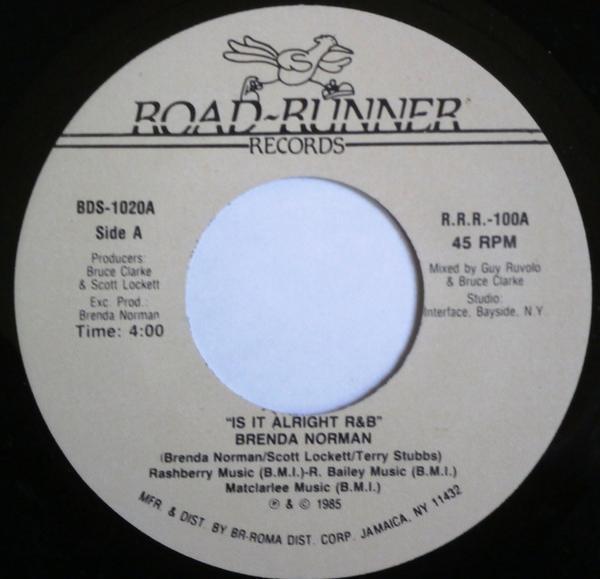 ROAD~RUNNER
RECORDS
BDS-1020A
Side A
Producers:
Bruce Clarke
& Scott Lockett
Exc. Prod.:
Brenda Norman
Time: 4:00
R.R.R.-100A
45 RPM
Mixed by Guy Ruvolo
& Bruce Clarke
Studio:
Interface, Bayside, N.Y.
"IS IT ALRIGHT R&B"
BRENDA NORMAN
(Brenda Norman/Scott Lockett/Terry Stubbs)
Rashberry Music (B.M.I.)-R. Bailey Music (B.M.I.)
Matclarlee Music (B.M.I.)
℗ & © 1985
MFR. & DIST. BY BR-ROMA DIST. CORP. JAMAICA, NY 11432